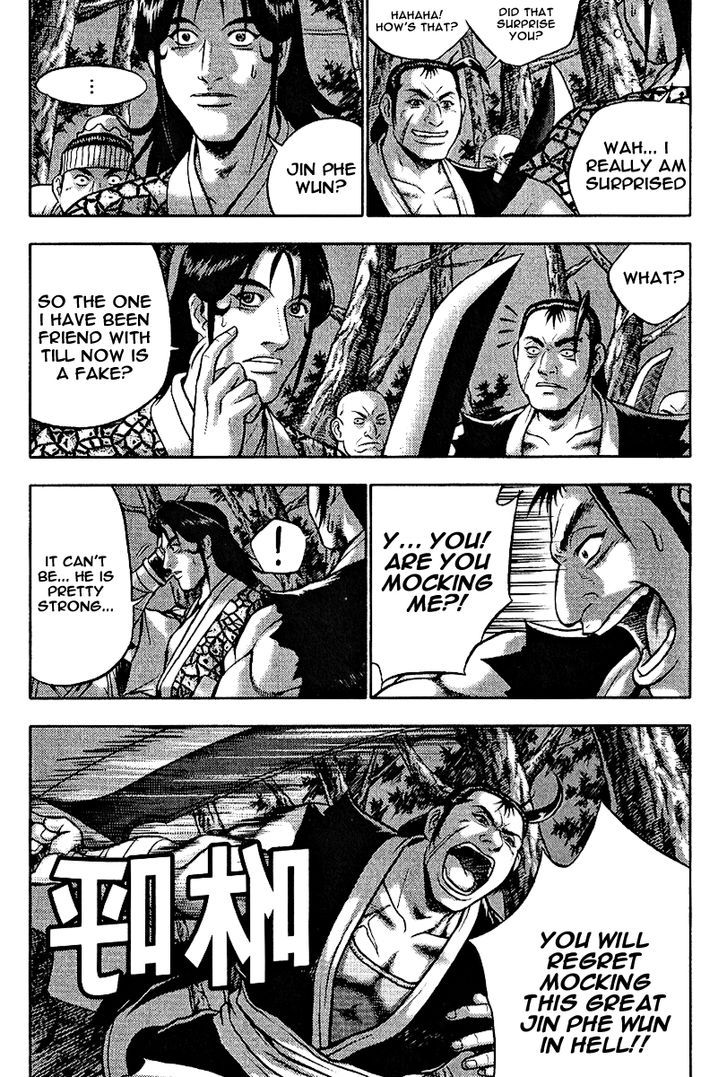 HAHAHA!
HOW'S THAT?
DID THAT
SURPRISE
YOU?
WAH... I
REALLY AM
SURPRISED
...
JIN PHE
WUN?
WHAT?
SO THE ONE
I HAVE BEEN
FRIEND WITH
TILL NOW IS
A FAKE?
Y... YOU!
ARE YOU
MOCKING
ME?!
!
IT CAN'T
BE... HE IS
PRETTY
STRONG...
YOU WILL
REGRET
MOCKING
THIS GREAT
JIN PHE WUN
IN HELL!!